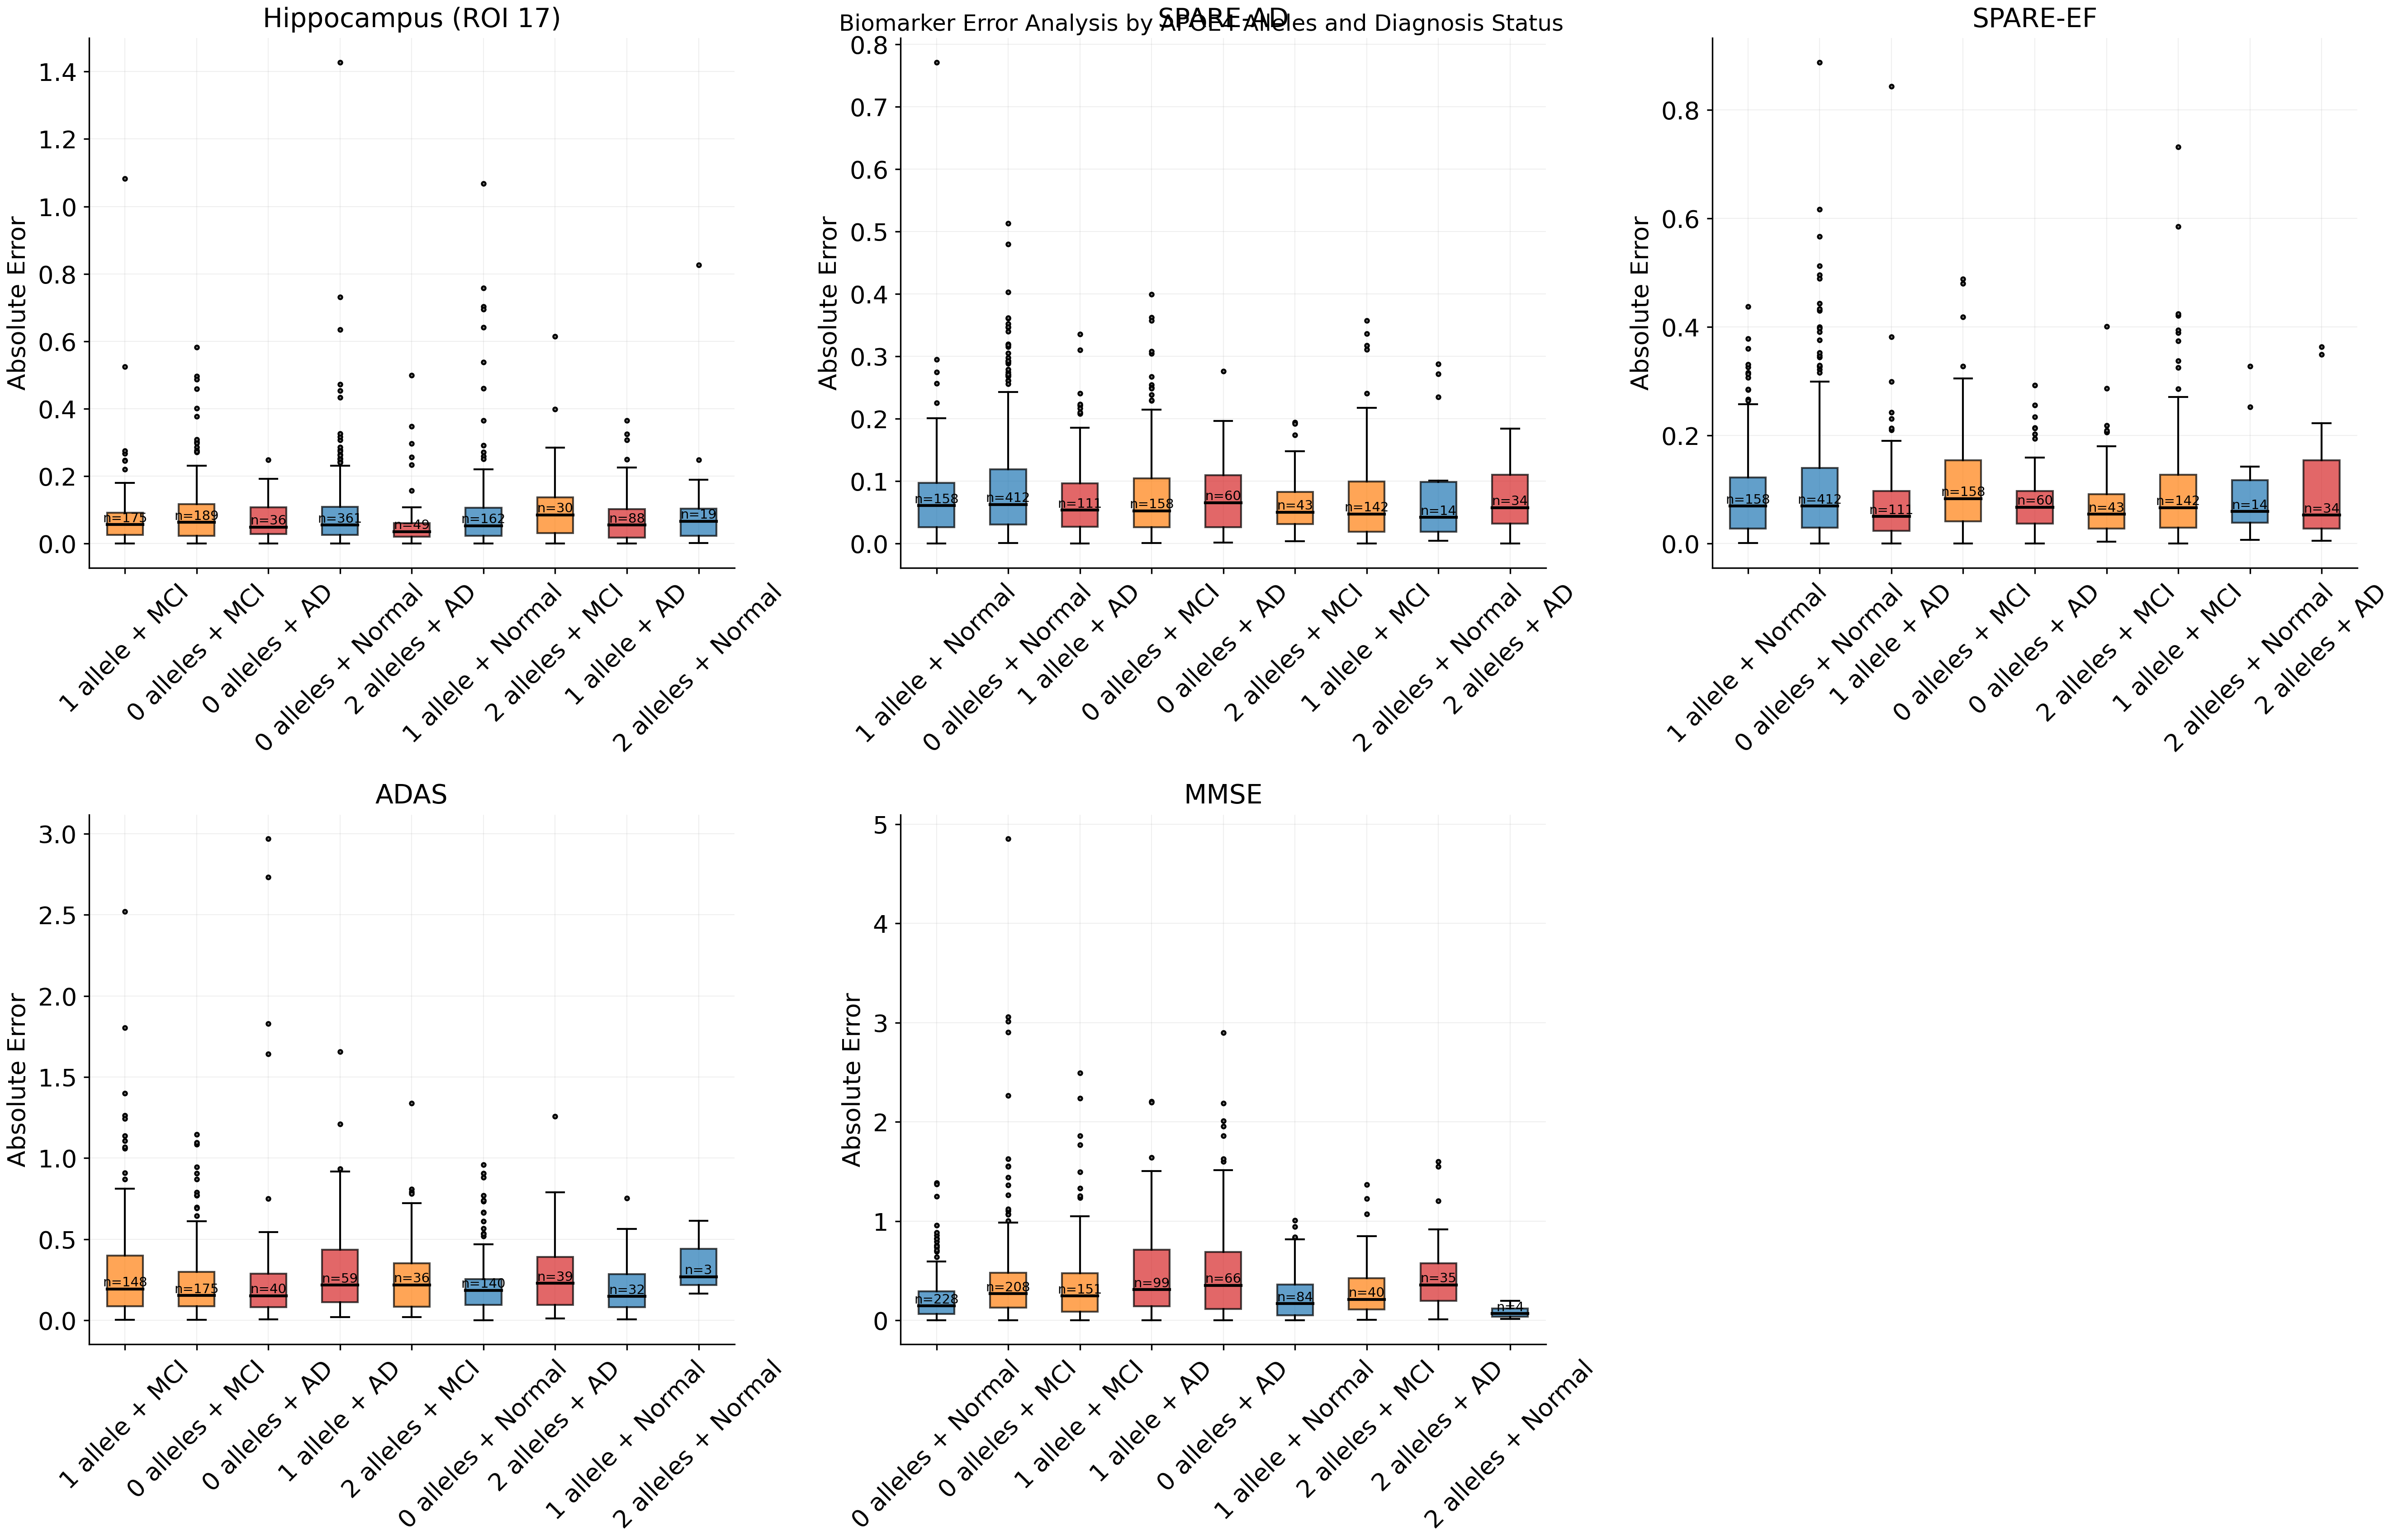 Biomarker Error Analysis by APOE4 Alleles and Diagnosis Status
Hippocampus (ROI 17)
Absolute Error
1.4
1.2
1.0
0.8
0.6
0.4
0.2
0.0
n=175
n=189
n=36
n=361
n=49
n=162
n=30
n=88
n=19
1 allele + MCI
0 alleles + MCI
0 alleles + AD
0 alleles + Normal
2 alleles + AD
1 allele + Normal
2 alleles + MCI
1 allele + AD
2 alleles + Normal
SPARE-AD
Absolute Error
0.8
0.7
0.6
0.5
0.4
0.3
0.2
0.1
0.0
n=158
n=412
n=111
n=158
n=60
n=43
n=142
n=14
n=34
1 allele + Normal
0 alleles + Normal
1 allele + AD
0 alleles + MCI
0 alleles + AD
2 alleles + MCI
1 allele + MCI
2 alleles + Normal
2 alleles + AD
SPARE-EF
Absolute Error
0.8
0.6
0.4
0.2
0.0
n=158
n=412
n=111
n=158
n=60
n=43
n=142
n=14
n=34
1 allele + Normal
0 alleles + Normal
1 allele + AD
0 alleles + MCI
0 alleles + AD
2 alleles + MCI
1 allele + MCI
2 alleles + Normal
2 alleles + AD
ADAS
Absolute Error
3.0
2.5
2.0
1.5
1.0
0.5
0.0
n=148
n=175
n=40
n=59
n=36
n=140
n=39
n=32
n=3
1 allele + MCI
0 alleles + MCI
0 alleles + AD
1 allele + AD
2 alleles + MCI
0 alleles + Normal
2 alleles + AD
1 allele + Normal
2 alleles + Normal
MMSE
Absolute Error
5
4
3
2
1
0
n=228
n=208
n=151
n=99
n=66
n=84
n=40
n=35
n=4
0 alleles + Normal
0 alleles + MCI
1 allele + MCI
1 allele + AD
0 alleles + AD
1 allele + Normal
2 alleles + MCI
2 alleles + AD
2 alleles + Normal